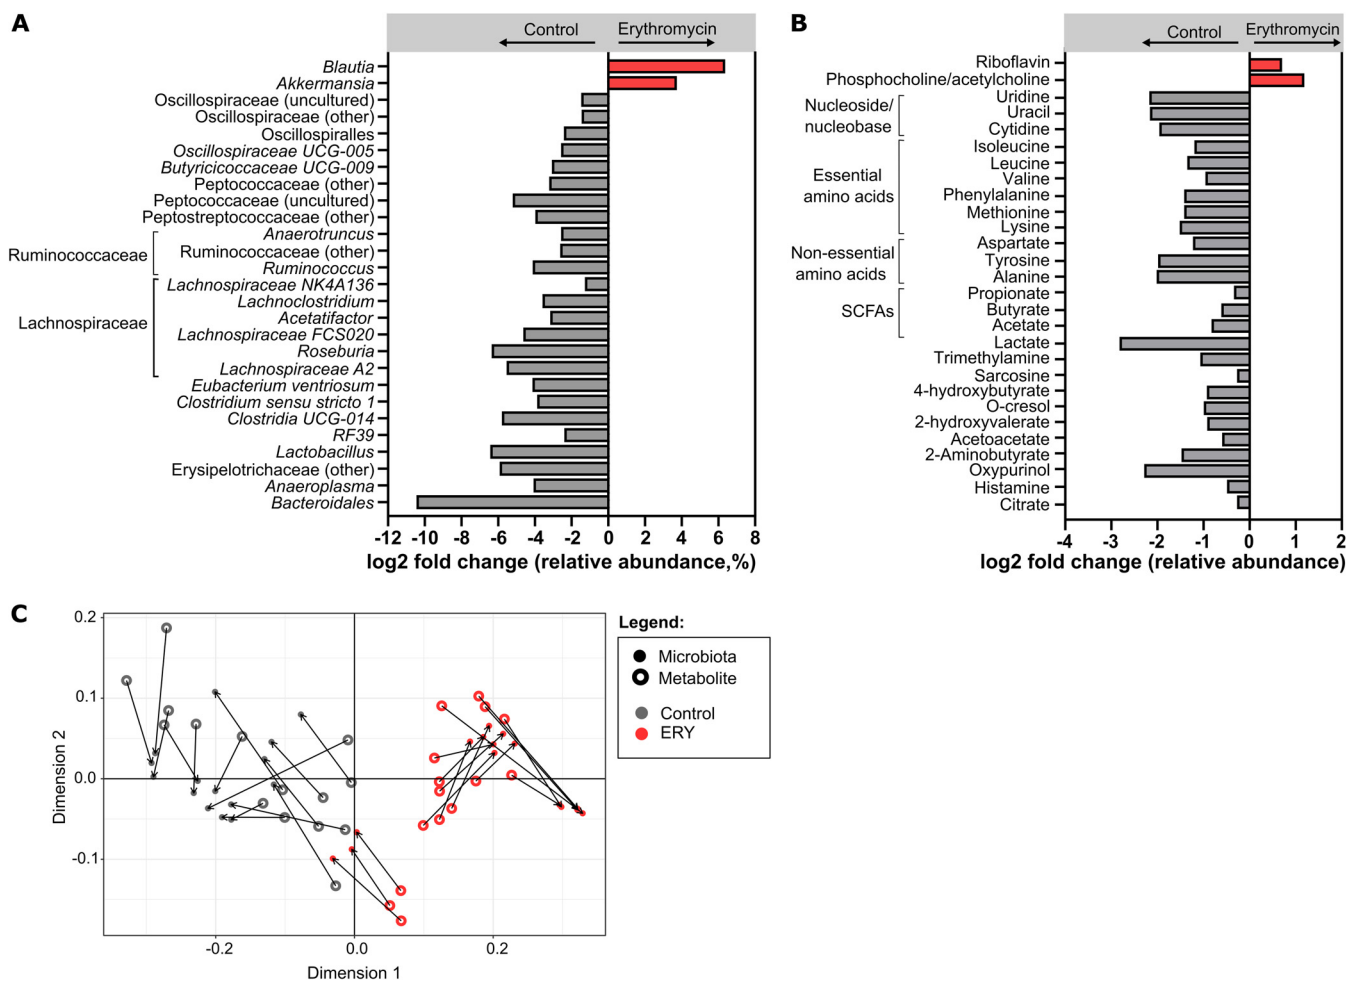 A
Control
Erythromycin
Blautia
Akkermansia
Oscillospiraceae (uncultured)
Oscillospiraceae (other)
Oscillospiralles
Oscillospiraceae UCG-005
Butyricicoccaceae UCG-009
Peptococcaceae (other)
Peptococcaceae (uncultured)
Peptostreptococcaceae (other)
Anaerotruncus
Ruminococcaceae
Ruminococcaceae (other)
Ruminococcus
Lachnospiraceae NK4A136
Lachnoclostridium
Acetatifactor
Lachnospiraceae
Lachnospiraceae FCS020
Roseburia
Lachnospiraceae A2
Eubacterium ventriosum
Clostridium sensu stricto 1
Clostridia UCG-014
RF39
Lactobacillus
Erysipelotrichaceae (other)
Anaeroplasma
Bacteroidales
-12 -10 -8 -6 -4 -2 0 2 4 6 8
log2 fold change (relative abundance,%)
B
Control
Erythromycin
Riboflavin
Phosphocholine/acetylcholine
Nucleoside/
nucleobase
Uridine
Uracil
Cytidine
Essential
amino acids
Isoleucine
Leucine
Valine
Phenylalanine
Methionine
Lysine
Non-essential
amino acids
Aspartate
Tyrosine
Alanine
SCFAs
Propionate
Butyrate
Acetate
Lactate
Trimethylamine
Sarcosine
4-hydroxybutyrate
O-cresol
2-hydroxyvalerate
Acetoacetate
2-Aminobutyrate
Oxypurinol
Histamine
Citrate
-4 -3 -2 -1 0 1 2
log2 fold change (relative abundance)
C
Dimension 2
0.2
0.1
0.0
-0.1
-0.2 0.0 0.2
Dimension 1
Legend:
Microbiota
Metabolite
Control
ERY